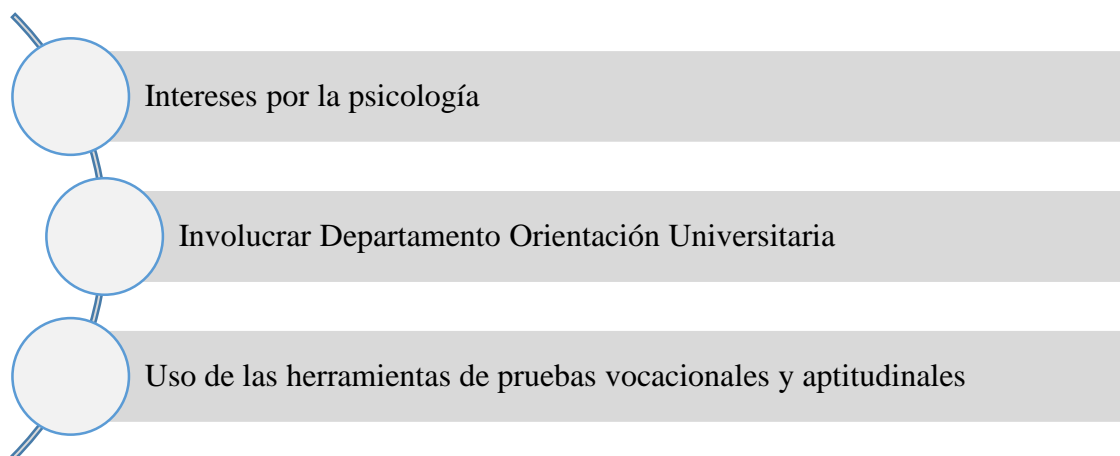 Intereses por la psicología
Involucrar Departamento Orientación Universitaria
Uso de las herramientas de pruebas vocacionales y aptitudinales